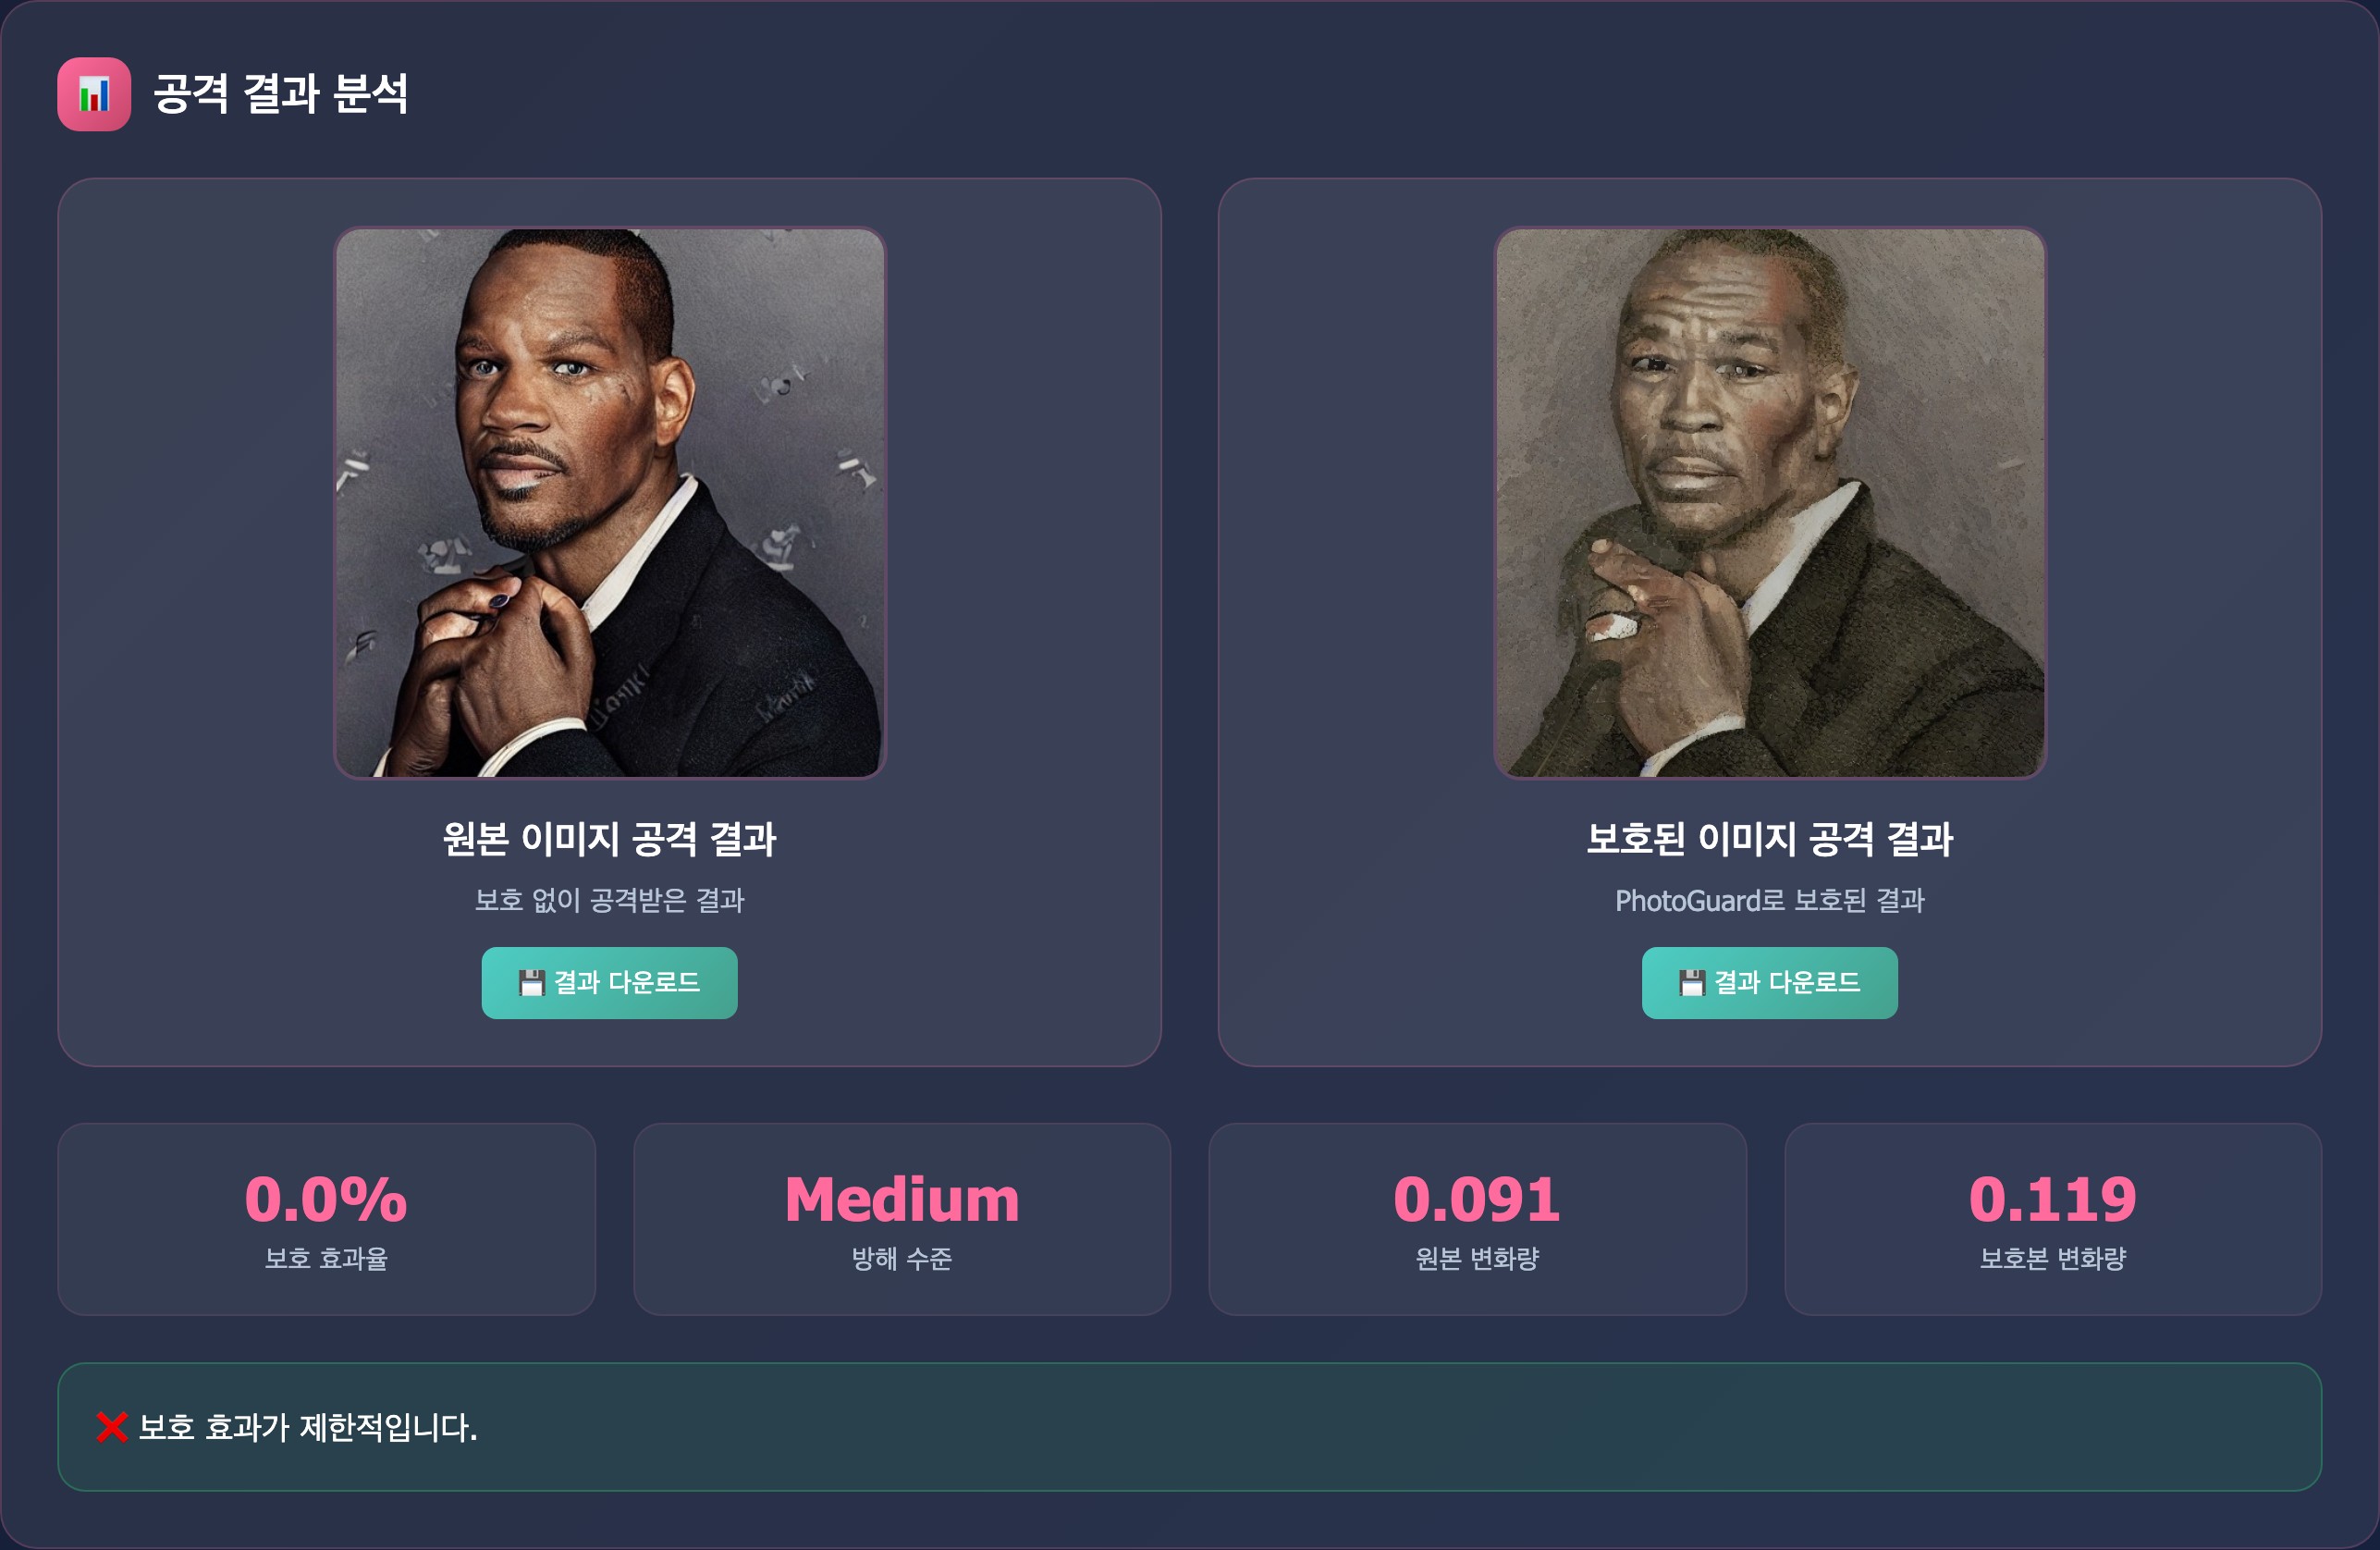 공격 결과 분석
원본 이미지 공격 결과
보호 없이 공격받은 결과
결과 다운로드
보호된 이미지 공격 결과
PhotoGuard로 보호된 결과
결과 다운로드
0.0%
보호 효과율
Medium
방해 수준
0.091
원본 변화량
0.119
보호본 변화량
보호 효과가 제한적입니다.